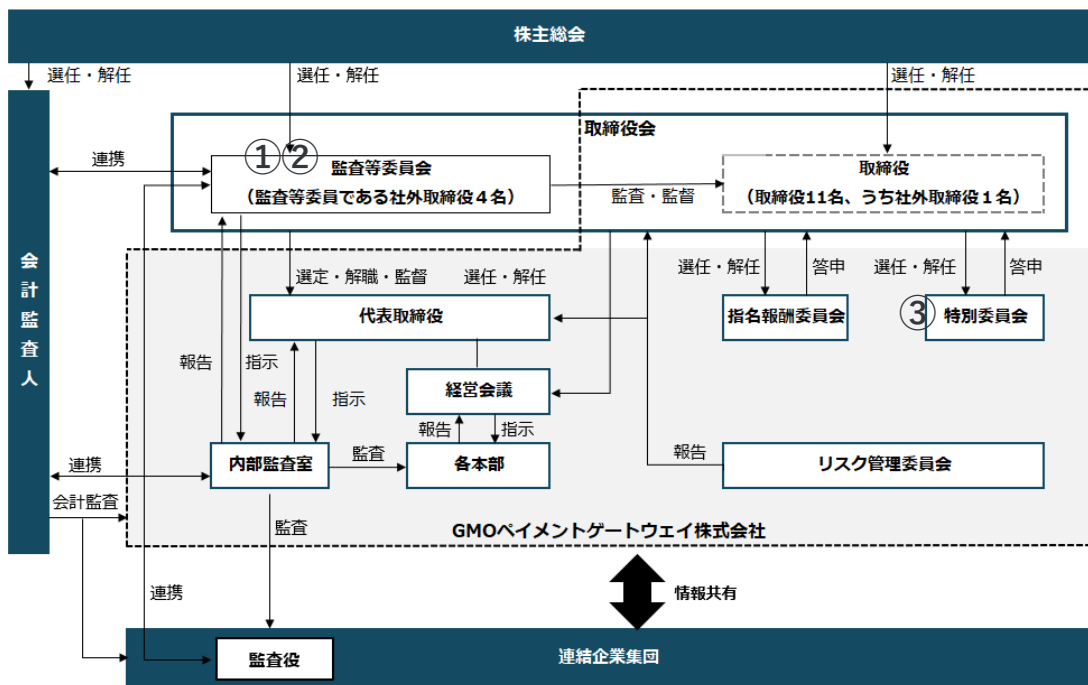 株主総会
選任・解任
選任・解任
選任・解任
取締役会
①②
監査等委員会
（監査等委員である社外取締役４名）
連携
監査・監督
取締役
（取締役11名、うち社外取締役１名）
会計監査人
選定・解職・監督
選任・解任
選任・解任
答申
選任・解任
答申
代表取締役
指名報酬委員会
③
特別委員会
報告
指示
報告
指示
経営会議
報告
指示
内部監査室
監査
各本部
報告
リスク管理委員会
連携
会計監査
監査
GMOペイメントゲートウェイ株式会社
連携
情報共有
監査役
連結企業集団